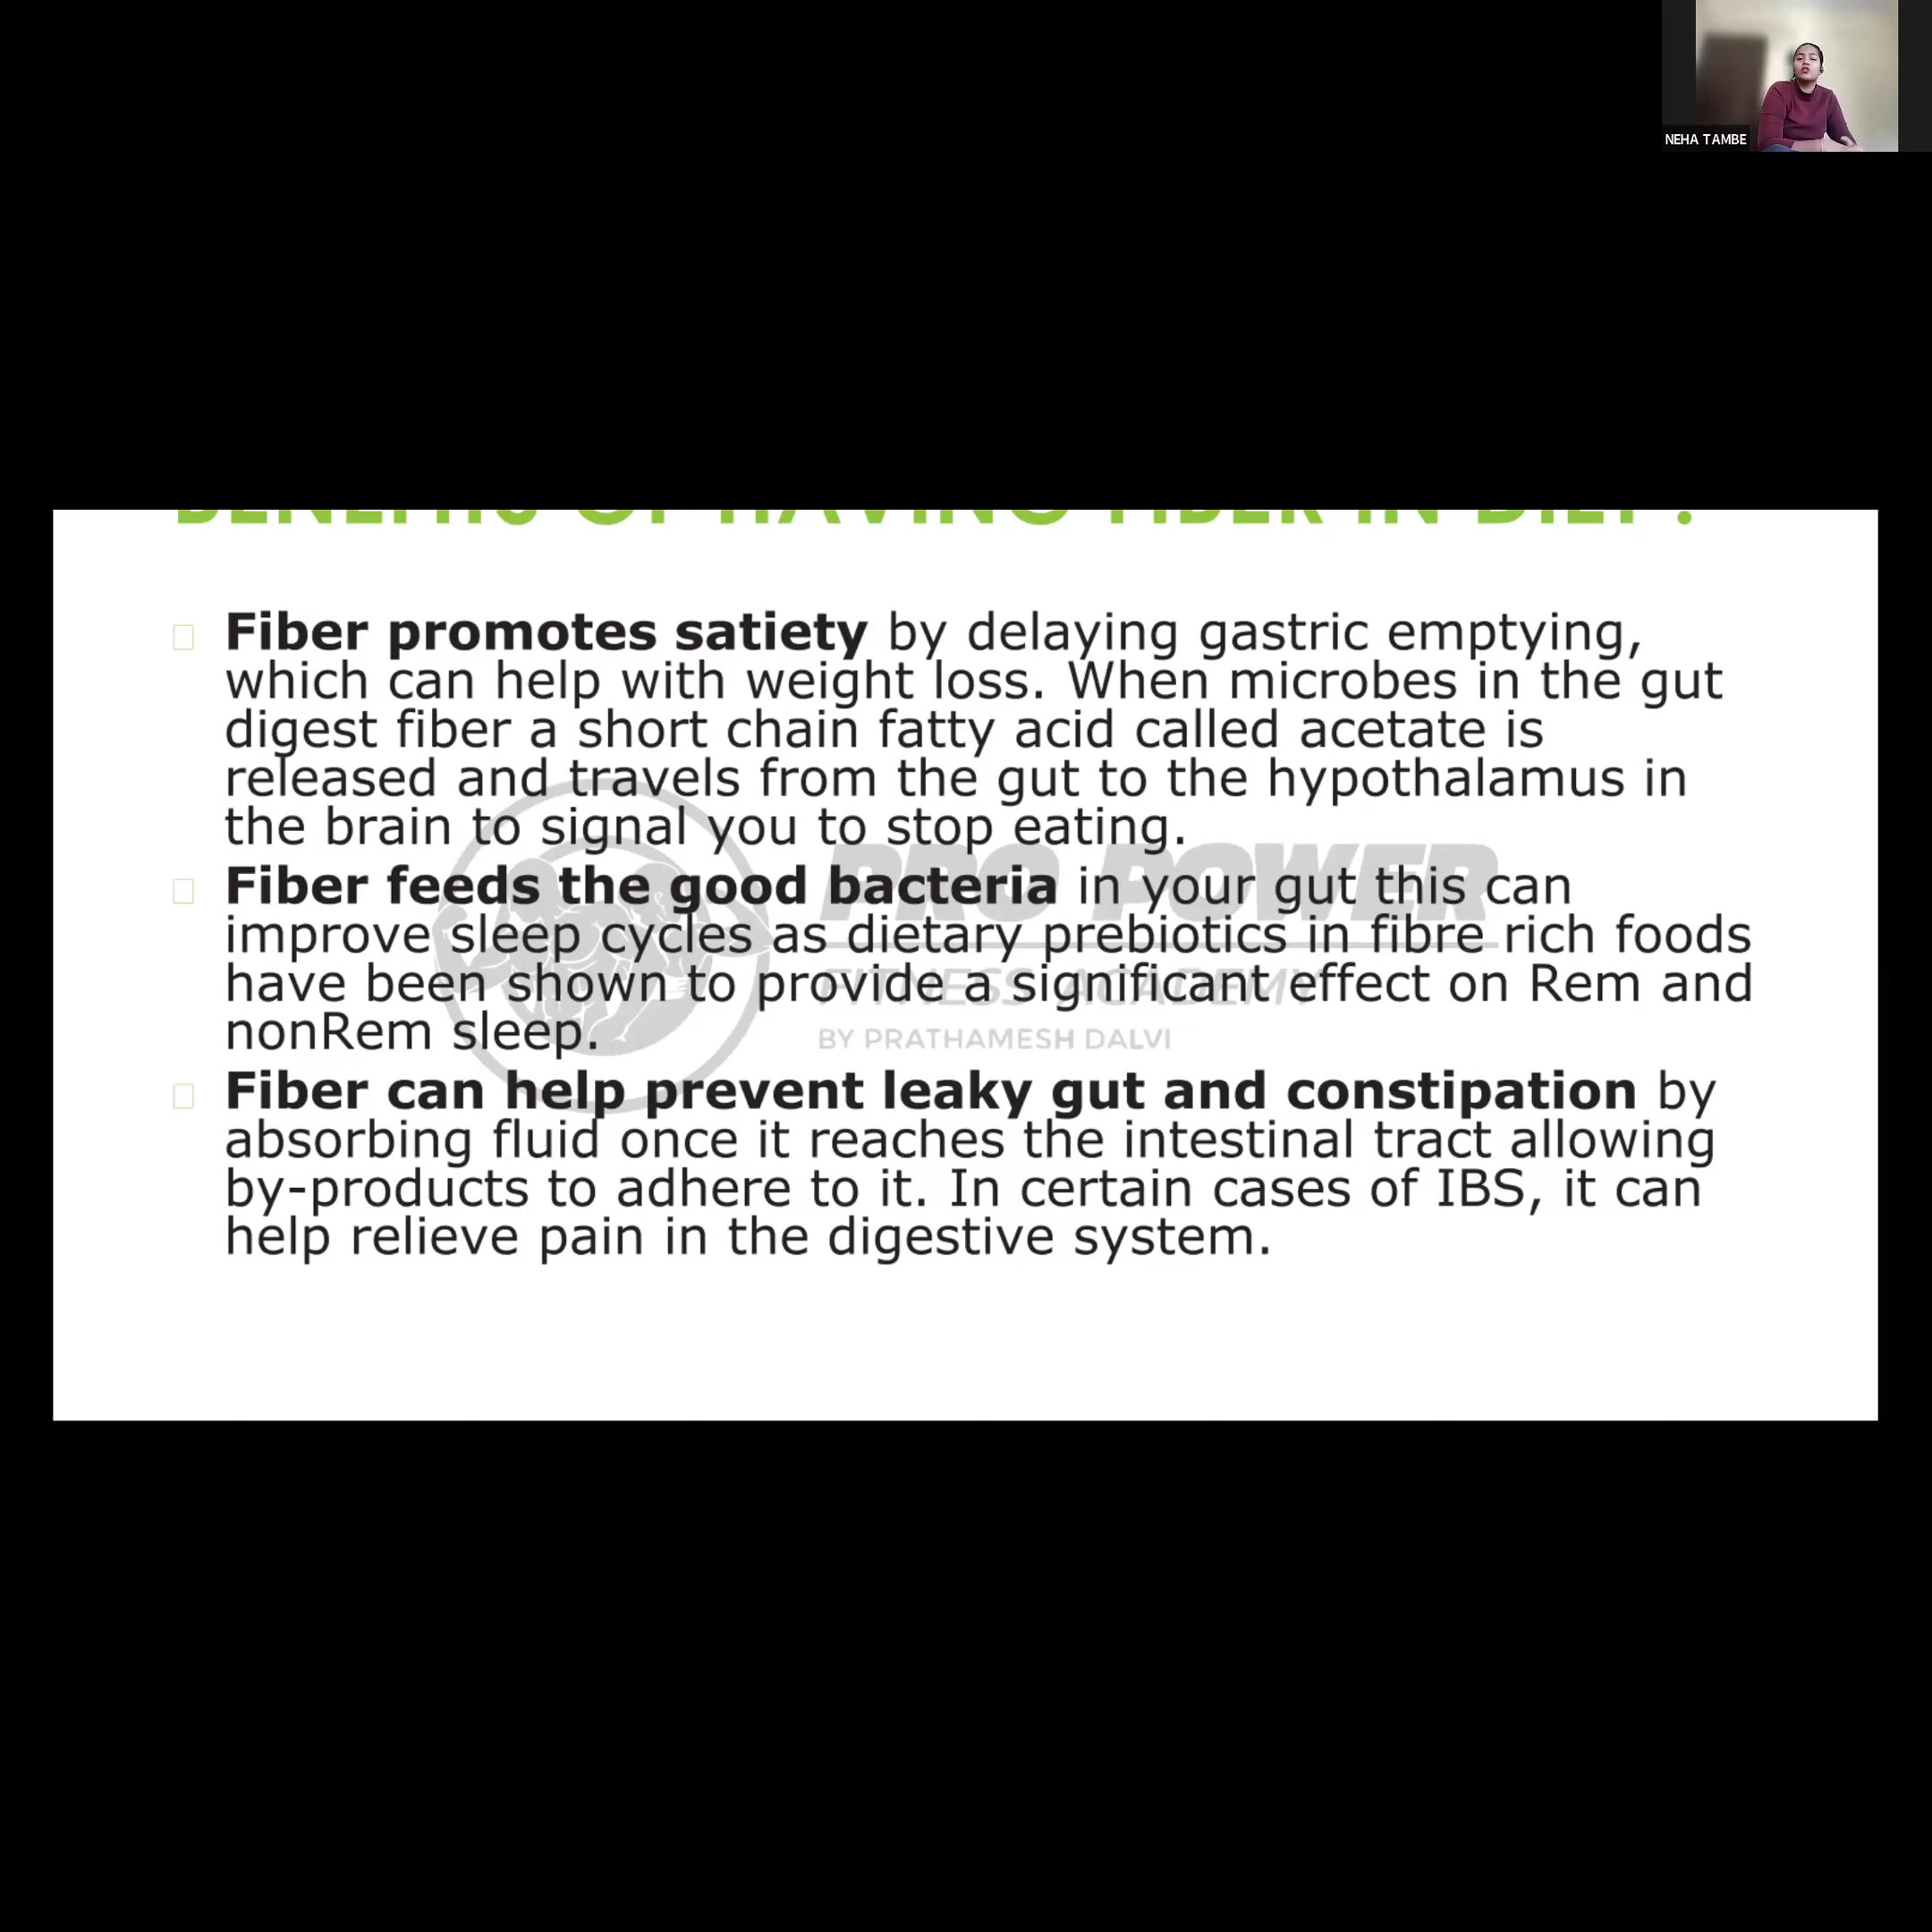 NEHA TAMBE
BENEFITS OF HAVING FIBER IN DIET?
Fiber promotes satiety by delaying gastric emptying,
which can help with weight loss. When microbes in the gut
digest fiber a short chain fatty acid called acetate is
released and travels from the gut to the hypothalamus in
the brain to signal you to stop eating.
Fiber feeds the good bacteria in your gut this can
improve sleep cycles as dietary prebiotics in fibre rich foods
have been shown to provide a significant effect on Rem and
nonRem sleep.
Fiber can help prevent leaky gut and constipation by
absorbing fluid once it reaches the intestinal tract allowing
by-products to adhere to it. In certain cases of IBS, it can
help relieve pain in the digestive system.
PRO POWER
FITNESS ACADEMY
BY PRATHAMESH DALVI